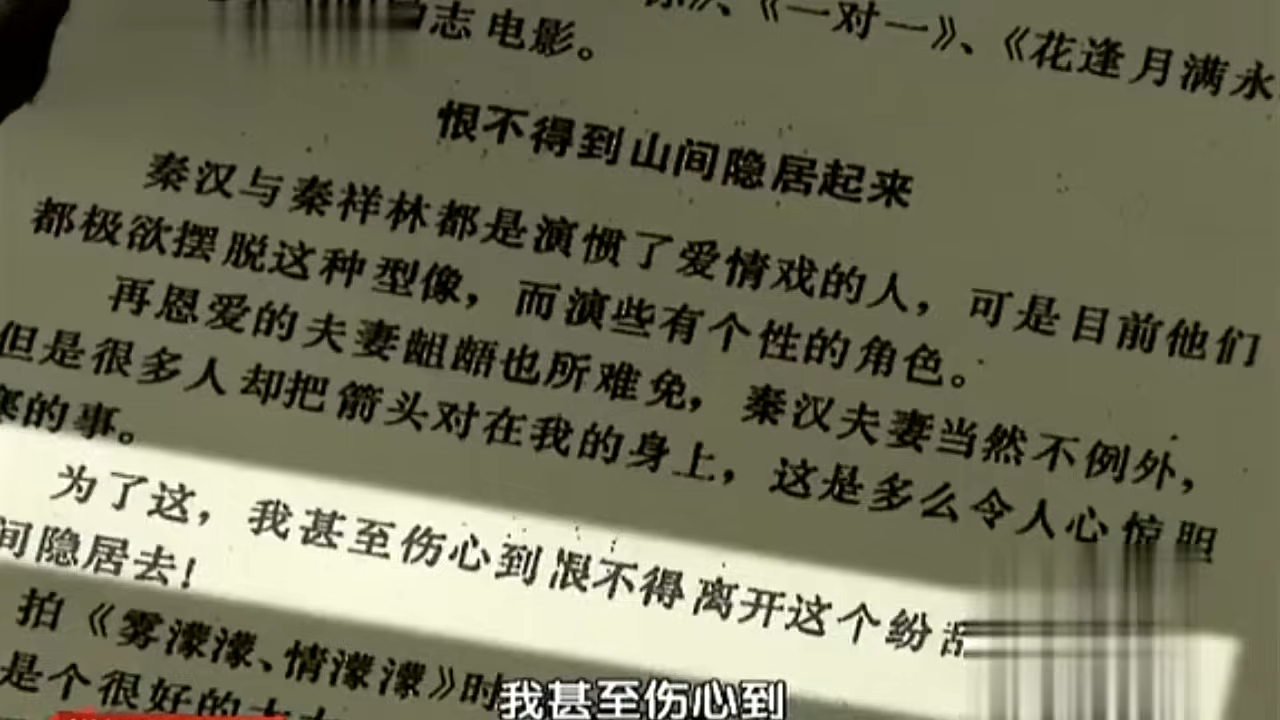 志电影。
》、《一对一》、《花逢月满永
恨不得到山间隐居起来
秦汉与秦祥林都是演惯了爱情戏的人，可是目前他们
都极欲摆脱这种型像，而演些有个性的角色。
再恩爱的夫妻龃龉也所难免，秦汉夫妻当然不例外，
但是很多人却把箭头对在我的身上，这是多么令人心惊胆
寒的事。
为了这，我甚至伤心到恨不得离开这个纷
间隐居去！
拍《雾濛濛、情濛濛》时
是个很好的
我甚至伤心到